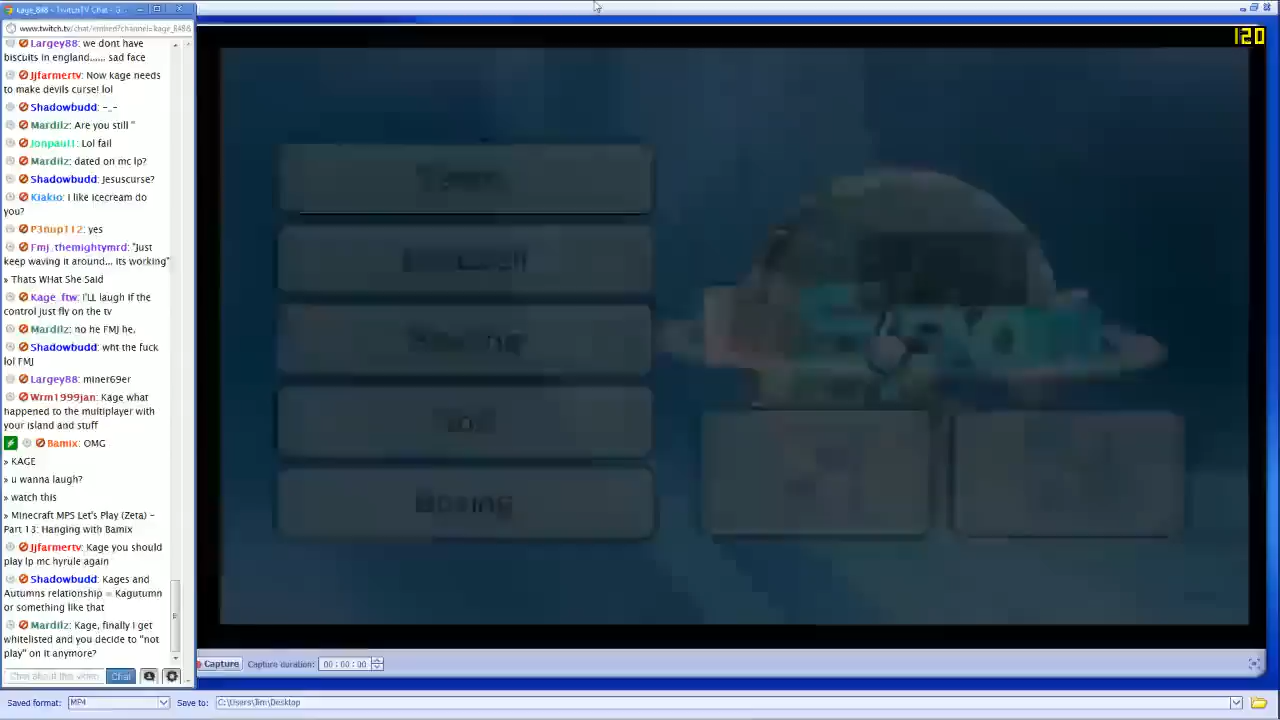 kage_848 - TwitchTV Chat - G...
120
www.twitch.tv/chat/embed?channel=kage_848&
Largey88: we dont have
biscuits in england...... sad face
Jjfarmertv: Now kage needs
to make devils curse! lol
Shadowbudd: -_-
Mardilz: Are you still "
Jonpaul1: Lol fail
Mardilz: dated on mc lp?
Shadowbudd: Jesuscurse?
Kiakio: I like icecream do
you?
P3nup112: yes
Fmj_themightymrd: "Just
keep waving it around... its working"
» Thats WHat She Said
Kage_ftw: I'LL laugh If the
control just fly on the tv
Mardilz: no he FMJ he.
Shadowbudd: wht the fuck
lol FMJ
Largey88: miner69er
Wrm1999jan: Kage what
happened to the multiplayer with
your island and stuff
Bamix: OMG
» KAGE
» u wanna laugh?
» watch this
» Minecraft MPS Let's Play (Zeta) -
Part 13: Hanging with Bamix
Jjfarmertv: Kage you should
play lp mc hyrule again
Shadowbudd: Kages and
Autumns relationship = Kagutumn
or something like that
Mardilz: Kage, finally I get
whitelisted and you decide to "not
play" on it anymore?
Chat about this video
Chat
Boxing
Capture
Capture duration: 00:00:00
Saved format: MP4
Save to: C:\Users\Tim\Desktop